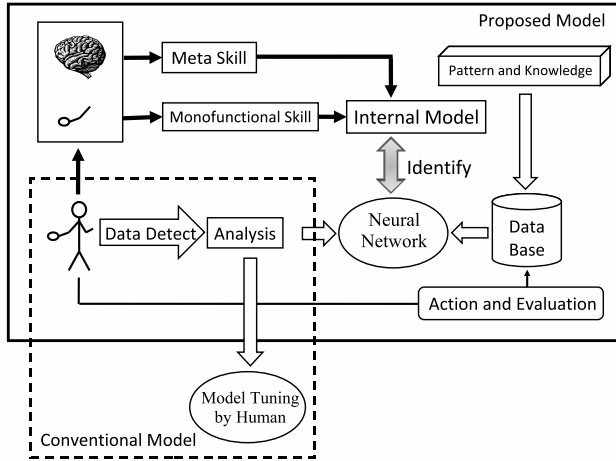 Proposed Model
Meta Skill
Pattern and Knowledge
Monofunctional Skill
Internal Model
Identify
Data Detect
Analysis
Neural
Network
Data
Base
Action and Evaluation
Model Tuning
by Human
Conventional Model